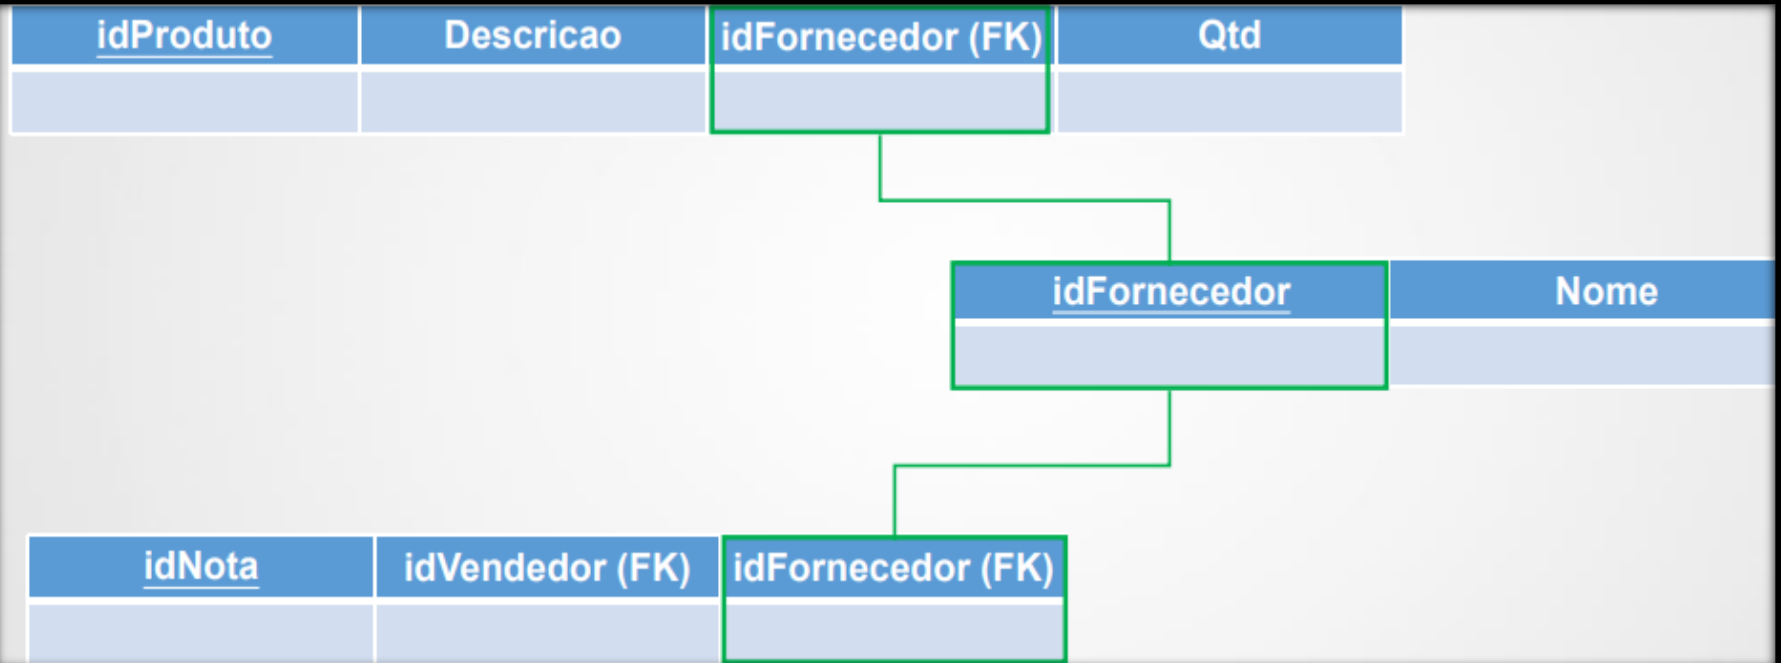 idProduto Descricao idFornecedor (FK) Qtd
idFornecedor Nome
idNota idVendedor (FK) idFornecedor (FK)